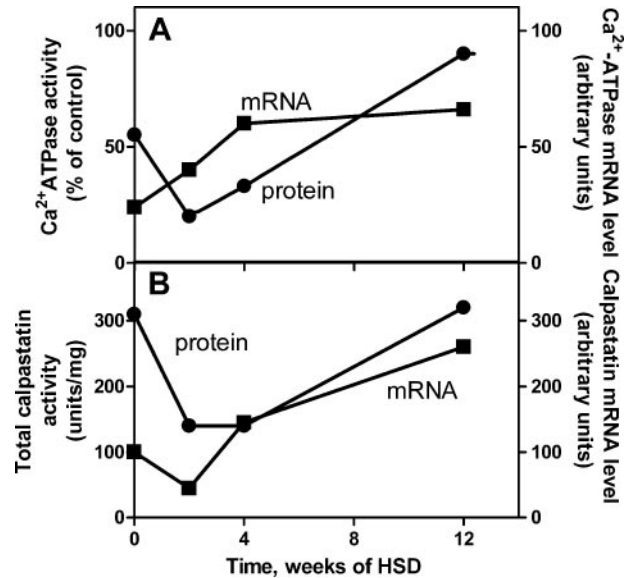 A
100
50
0
100
50
0
Ca2+ATPase activity
(% of control)
Ca2+-ATPase mRNA level
(arbitrary units)
mRNA
protein
B
300
200
100
0
300
200
100
0
Total calpastatin
activity
(units/mg)
Calpastatin mRNA level
(arbitrary units)
protein
mRNA
0 4 8 12
Time, weeks of HSD